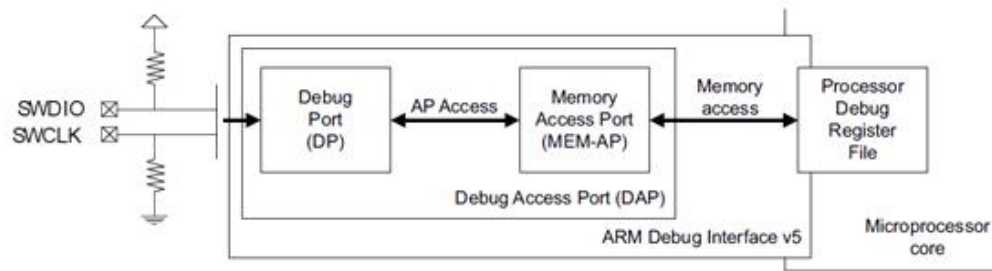 SWDIO
SWCLK
Debug
Port
(DP)
AP Access
Memory
Access Port
(MEM-AP)
Memory
access
Processor
Debug
Register
File
Debug Access Port (DAP)
ARM Debug Interface v5
Microprocessor
core